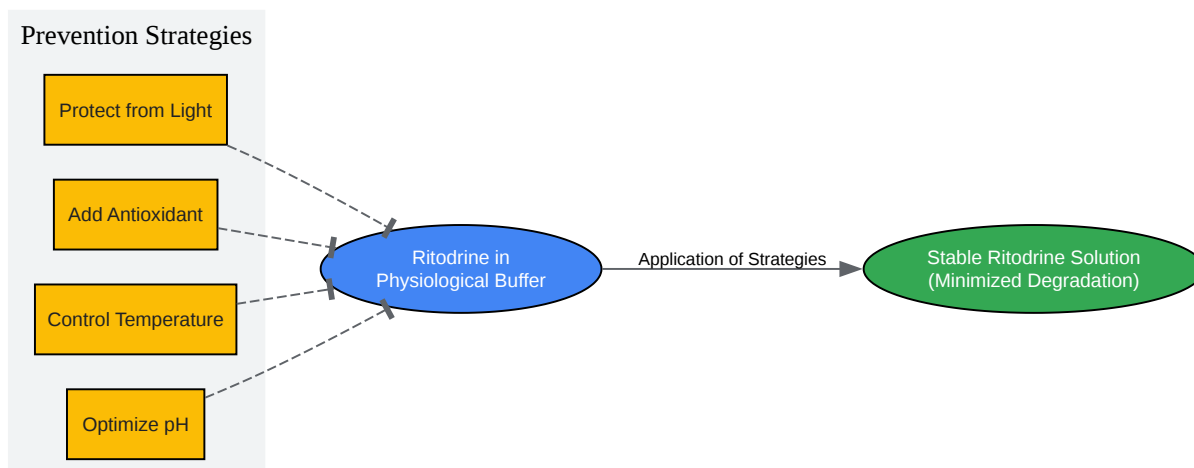 Prevention Strategies
Protect from Light
Add Antioxidant
Control Temperature
Optimize pH
Ritodrine in
Physiological Buffer
Application of Strategies
Stable Ritodrine Solution
(Minimized Degradation)